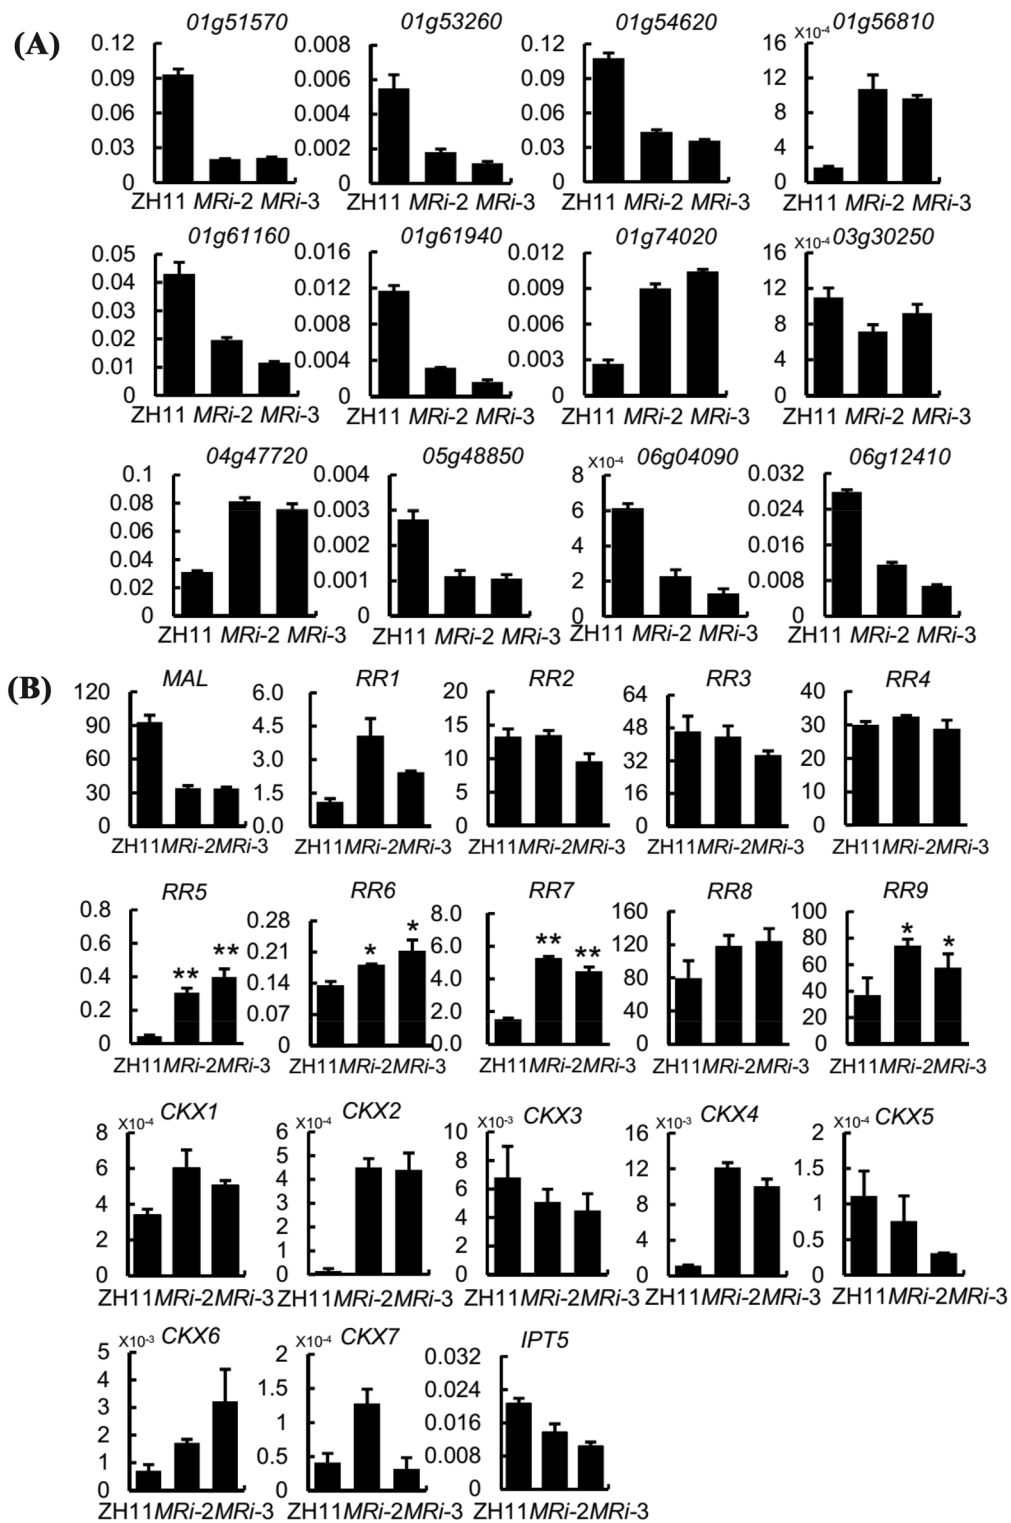 (A)
01g51570 01g53260 01g54620 01g56810
0.12 0.09 0.06 0.03 0
0.008 0.006 0.004 0.002 0
0.12 0.09 0.06 0.03 0
X10-4 16 12 8 4 0
ZH11 MRi-2 MRi-3 ZH11 MRi-2 MRi-3 ZH11 MRi-2 MRi-3 ZH11 MRi-2 MRi-3
01g61160 01g61940 01g74020 03g30250
0.05 0.04 0.03 0.02 0.01 0
0.016 0.012 0.008 0.004 0
0.012 0.009 0.006 0.003 0
X10-4 16 12 8 4 0
ZH11 MRi-2 MRi-3 ZH11 MRi-2 MRi-3 ZH11 MRi-2 MRi-3 ZH11 MRi-2 MRi-3
04g47720 05g48850 06g04090 06g12410
0.1 0.08 0.06 0.04 0.02 0
0.004 0.003 0.002 0.001 0
X10-4 8 6 4 2 0
0.032 0.024 0.016 0.008 0
ZH11 MRi-2 MRi-3 ZH11 MRi-2 MRi-3 ZH11 MRi-2 MRi-3 ZH11 MRi-2 MRi-3
(B)
MAL RR1 RR2 RR3 RR4
120 90 60 30 0
6.0 4.5 3.0 1.5 0.0
20 15 10 5 0
64 48 32 16 0
40 30 20 10 0
ZH11MRi-2MRi-3 ZH11MRi-2MRi-3 ZH11MRi-2MRi-3 ZH11MRi-2MRi-3 ZH11MRi-2MRi-3
RR5 RR6 RR7 RR8 RR9
0.8 0.6 0.4 0.2 0
** **
0.28 0.21 0.14 0.07 0
* *
8.0 6.0 4.0 2.0 0.0
** **
160 120 80 40 0
100 80 60 40 20 0
* *
ZH11MRi-2MRi-3 ZH11MRi-2MRi-3 ZH11MRi-2MRi-3 ZH11MRi-2MRi-3 ZH11MRi-2MRi-3
CKX1 CKX2 CKX3 CKX4 CKX5
X10-4 8 6 4 2 0
X10-4 6 5 4 3 2 1 0
X10-3 10 8 6 4 2 0
X10-3 16 12 8 4 0
X10-4 2 1.5 1 0.5 0
ZH11MRi-2MRi-3 ZH11MRi-2MRi-3 ZH11MRi-2MRi-3 ZH11MRi-2MRi-3 ZH11MRi-2MRi-3
CKX6 CKX7 IPT5
X10-3 5 4 3 2 1 0
X10-4 2 1.5 1 0.5 0
0.032 0.024 0.016 0.008 0
ZH11MRi-2MRi-3 ZH11MRi-2MRi-3 ZH11MRi-2MRi-3